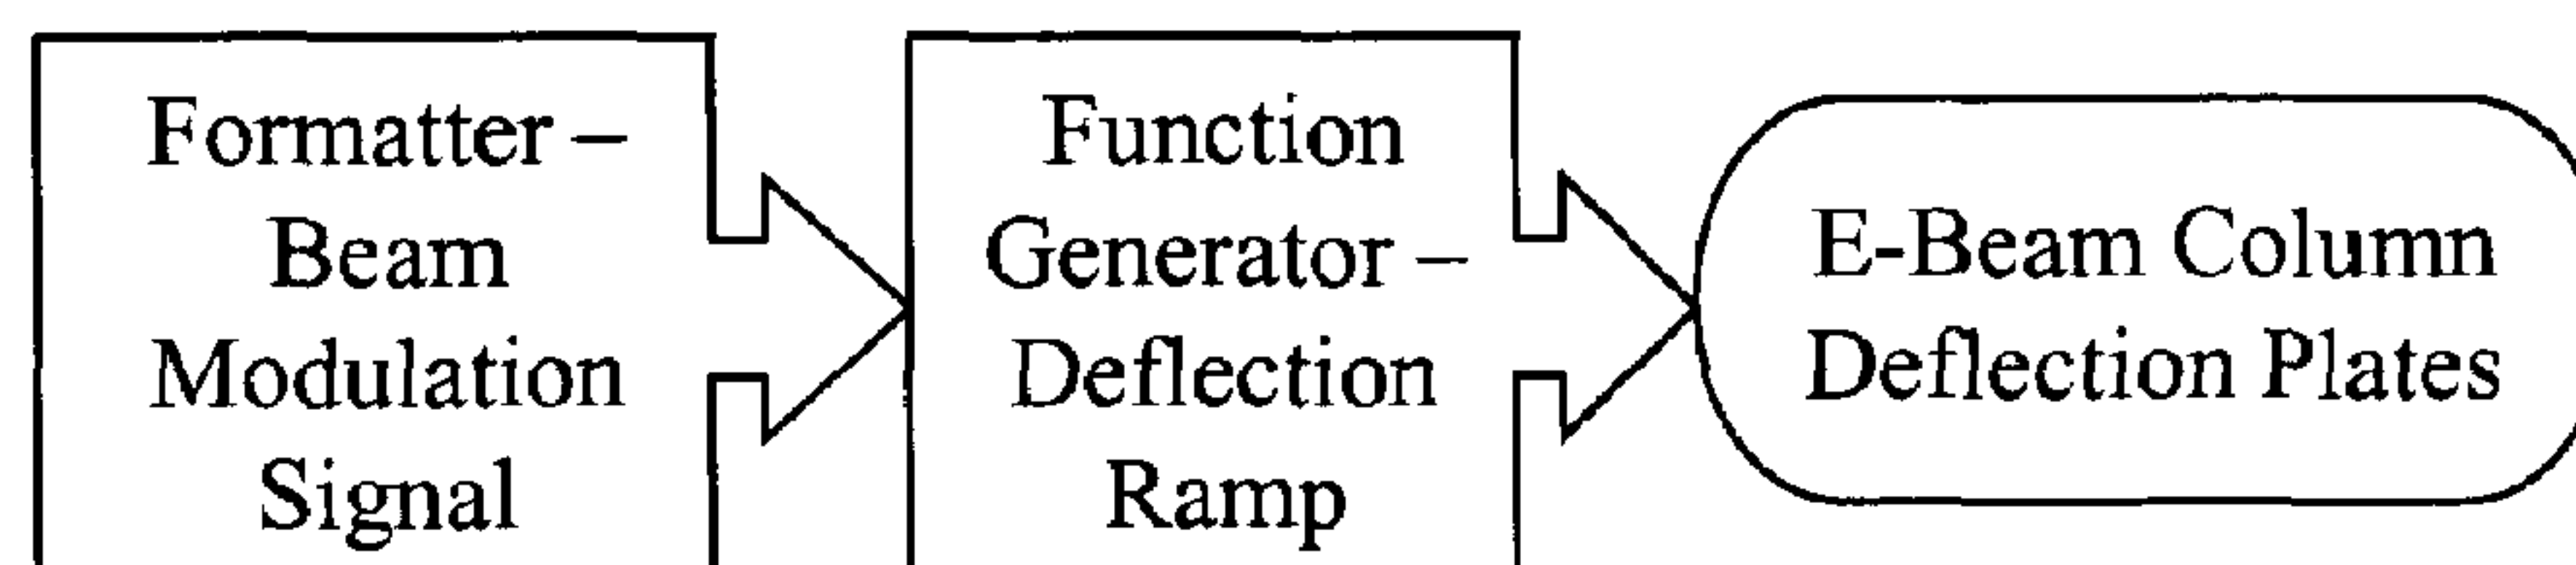 Formatter –
Beam
Modulation
Signal
Function
Generator –
Deflection
Ramp
E-Beam Column
Deflection Plates